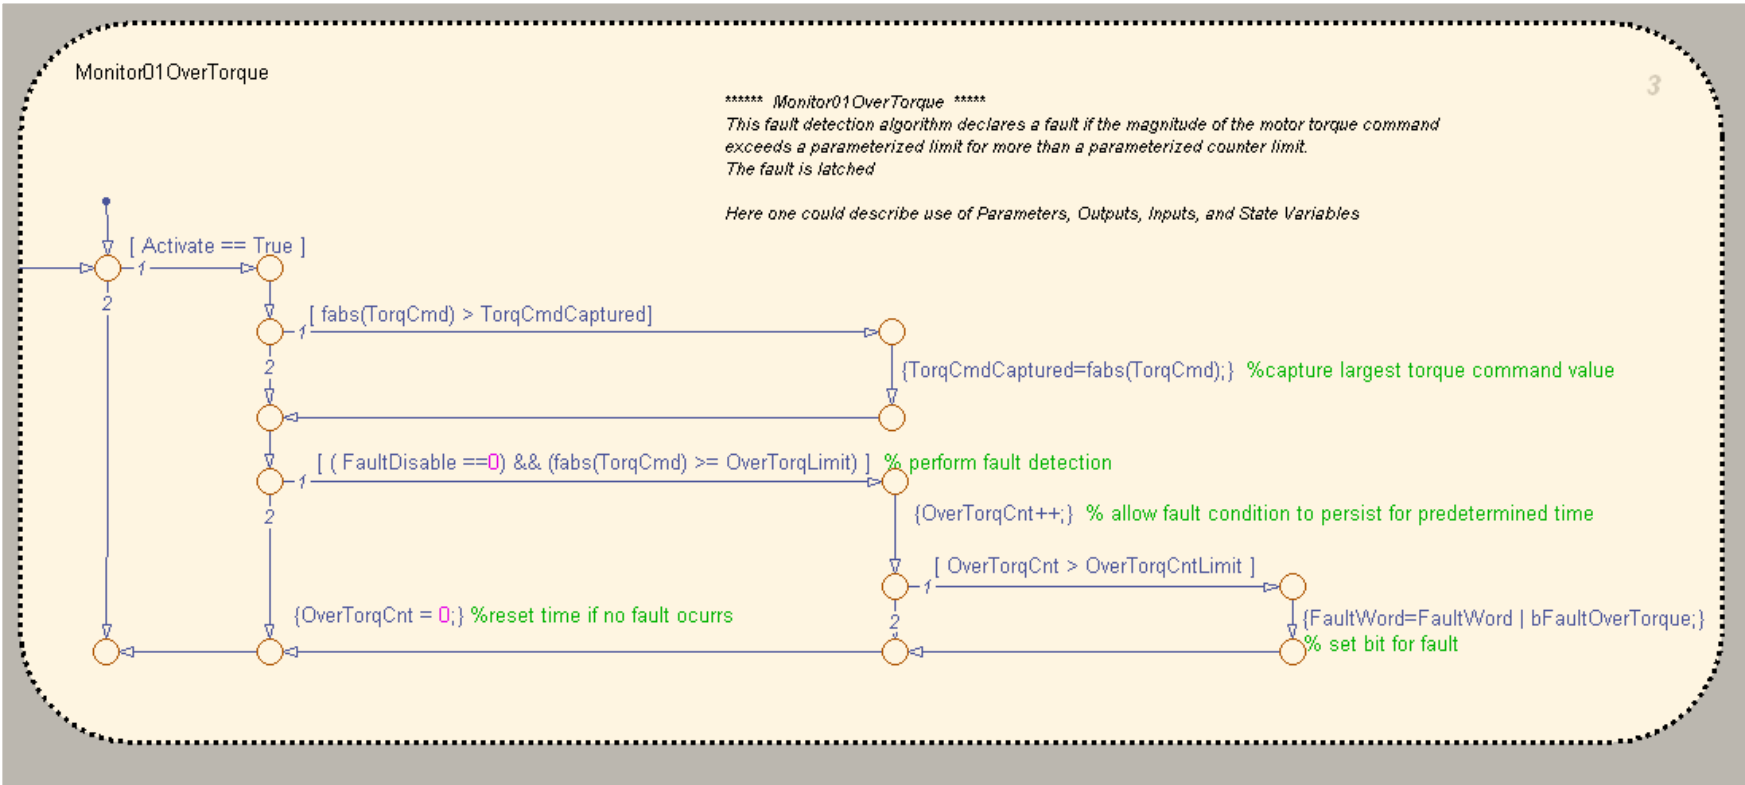 Monitor01OverTorque
3
****** Monitor01OverTorque *****
This fault detection algorithm declares a fault if the magnitude of the motor torque command
exceeds a parameterized limit for more than a parameterized counter limit.
The fault is latched
Here one could describe use of Parameters, Outputs, Inputs, and State Variables
[ Activate == True ]
1
2
[ fabs(TorqCmd) > TorqCmdCaptured]
1
2
{TorqCmdCaptured=fabs(TorqCmd);} %capture largest torque command value
[ ( FaultDisable ==0) && (fabs(TorqCmd) >= OverTorqLimit) ] % perform fault detection
1
2
{OverTorqCnt++;} % allow fault condition to persist for predetermined time
[ OverTorqCnt > OverTorqCntLimit ]
1
2
{OverTorqCnt = 0;} %reset time if no fault ocurrs
{FaultWord=FaultWord | bFaultOverTorque;}
% set bit for fault